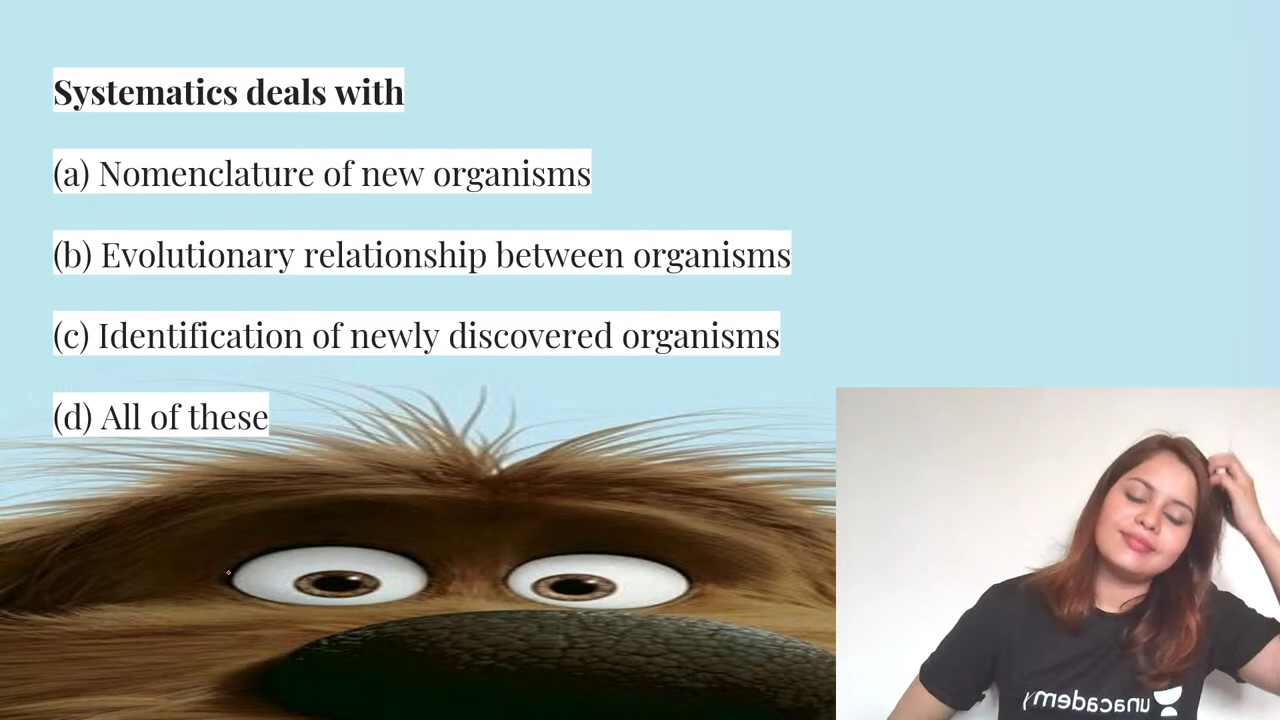 Systematics deals with
(a) Nomenclature of new organisms
(b) Evolutionary relationship between organisms
(c) Identification of newly discovered organisms
(d) All of these
unacademy